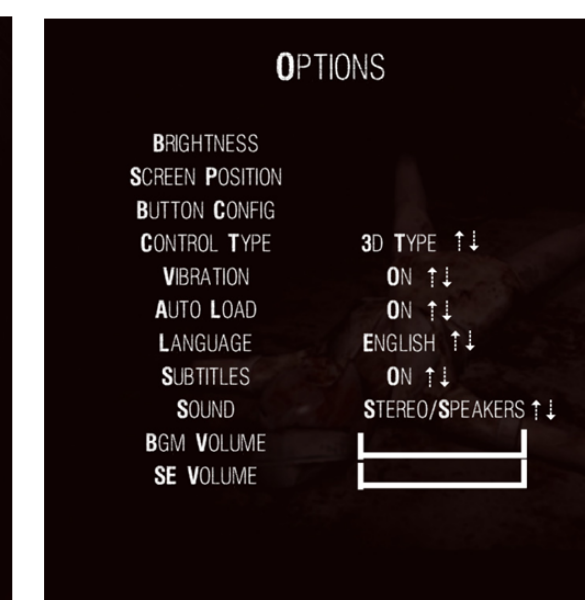 OPTIONS
BRIGHTNESS
SCREEN POSITION
BUTTON CONFIG
CONTROL TYPE 3D TYPE ↑↓
VIBRATION ON ↑↓
AUTO LOAD ON ↑↓
LANGUAGE ENGLISH ↑↓
SUBTITLES ON ↑↓
SOUND STEREO/SPEAKERS ↑↓
BGM VOLUME
SE VOLUME